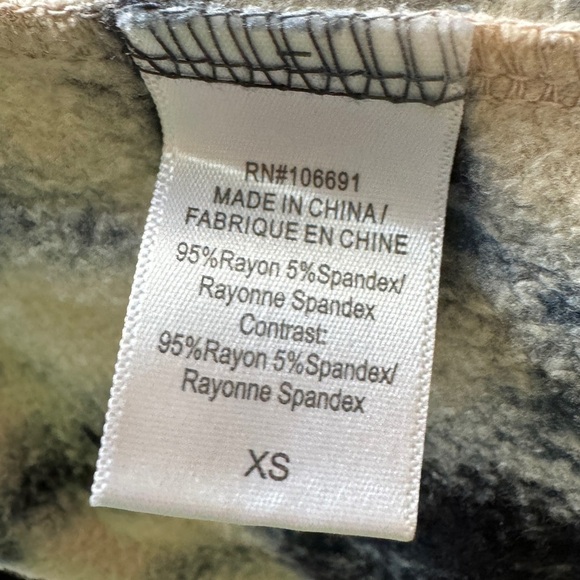 RN#106691
MADE IN CHINA/
FABRIQUE EN CHINE
95%Rayon 5%Spandex/
Rayonne Spandex
Contrast:
95%Rayon 5%Spandex/
Rayonne Spandex
XS